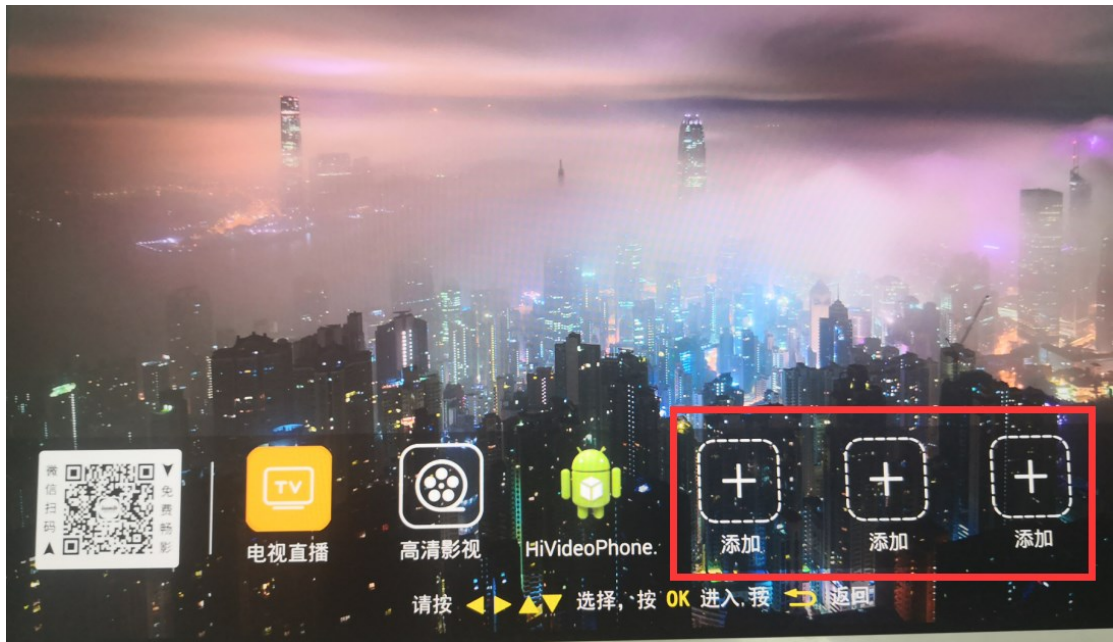 微信扫码
免费畅影
TV
电视直播
高清影视
HiVideoPhone.
添加
添加
添加
请按 选择，按 OK 进入.按 返回